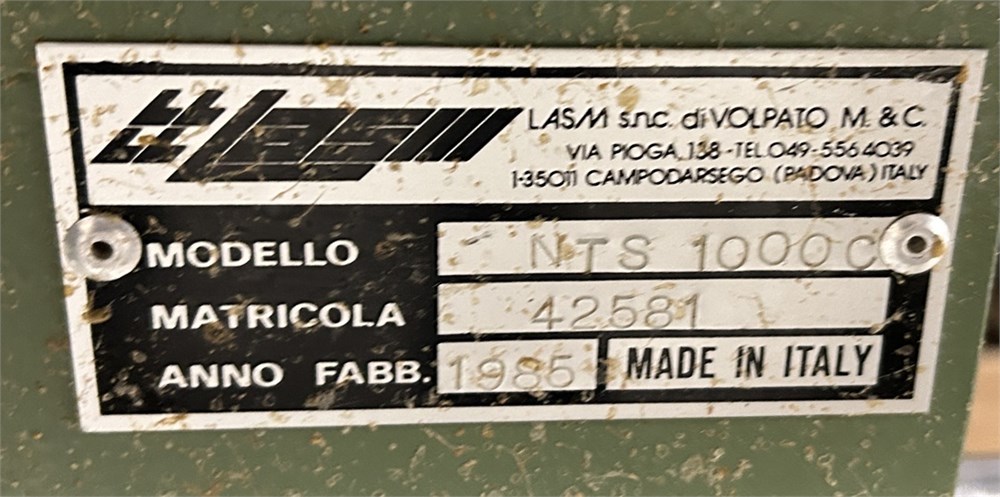 lasm
LASM s.n.c. di VOLPATO M. & C.
VIA PIOGA, 138 - TEL.049-5564039
I-35011 CAMPODARSEGO (PADOVA) ITALY
MODELLO NTS 1000C
MATRICOLA 42581
ANNO FABB. 1985 MADE IN ITALY